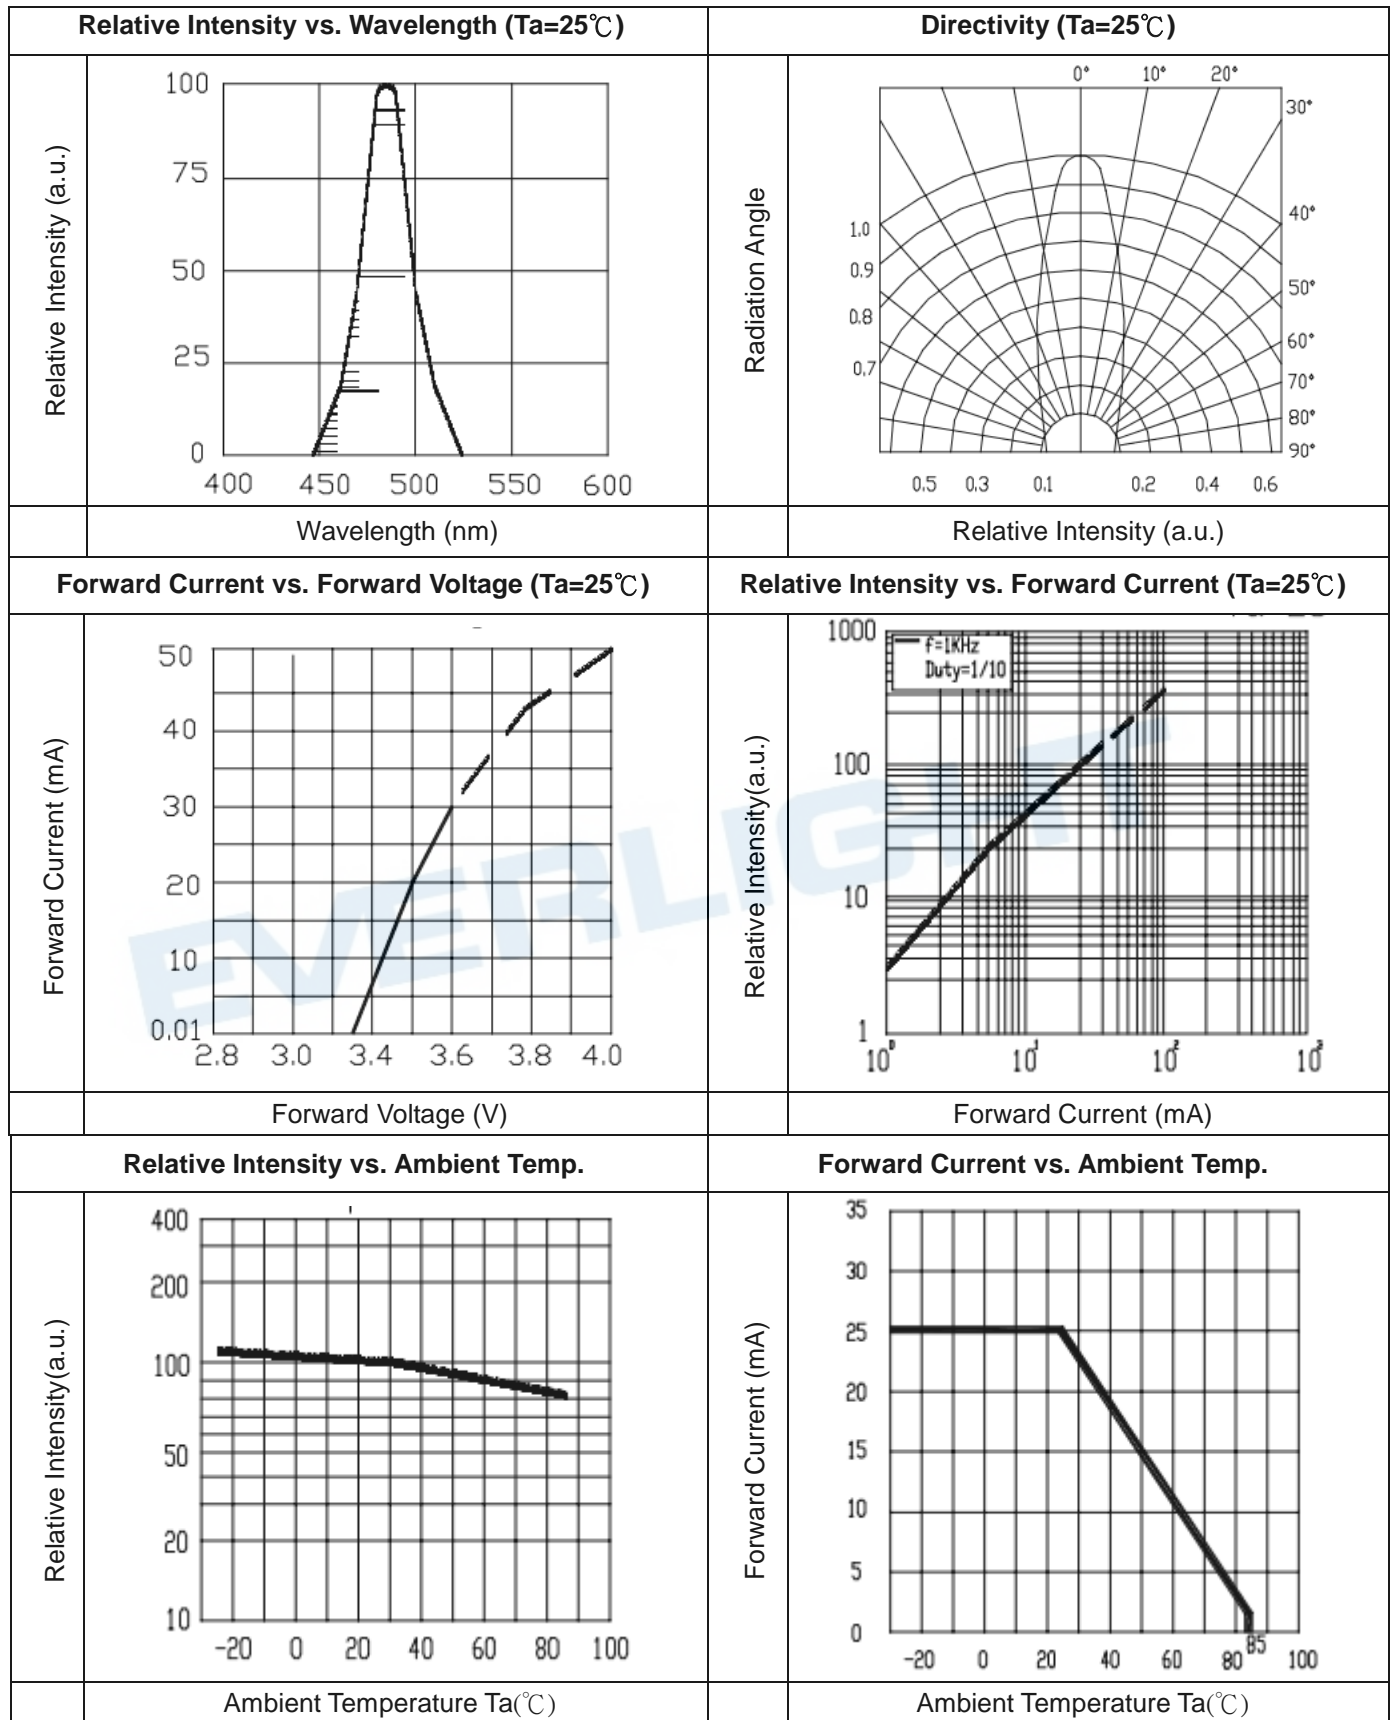 Relative Intensity vs. Wavelength (Ta=25℃)
Relative Intensity (a.u.)
100
75
50
25
0
400 450 500 550 600
Wavelength (nm)
Directivity (Ta=25℃)
Radiation Angle
0° 10° 20°
30°
40°
50°
60°
70°
80°
90°
1.0
0.9
0.8
0.7
0.5 0.3 0.1 0.2 0.4 0.6
Relative Intensity (a.u.)
Forward Current vs. Forward Voltage (Ta=25℃)
Forward Current (mA)
50
40
30
20
10
0.01
2.8 3.0 3.4 3.6 3.8 4.0
Forward Voltage (V)
Relative Intensity vs. Forward Current (Ta=25℃)
Relative Intensity(a.u.)
f=1KHz
Duty=1/10
1000
100
10
1
10⁰ 10¹ 10² 10³
Forward Current (mA)
EVERLIGHT
Relative Intensity vs. Ambient Temp.
Relative Intensity(a.u.)
400
200
100
50
20
10
-20 0 20 40 60 80 100
Ambient Temperature Ta(℃)
Forward Current vs. Ambient Temp.
Forward Current (mA)
35
30
25
20
15
10
5
0
-20 0 20 40 60 80 85 100
Ambient Temperature Ta(℃)